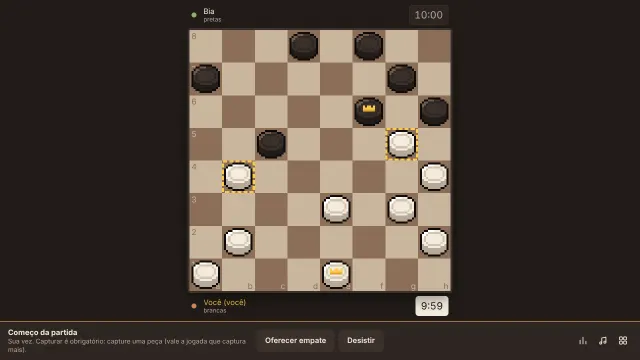 Bia
pretas
10:00
8
6
5
4
3
2
b c d f g h
Você (você)
brancas
9:59
Começo da partida
Sua vez. Capturar é obrigatório: capture uma peça (vale a jogada que captura
mais).
Oferecer empate
Desistir